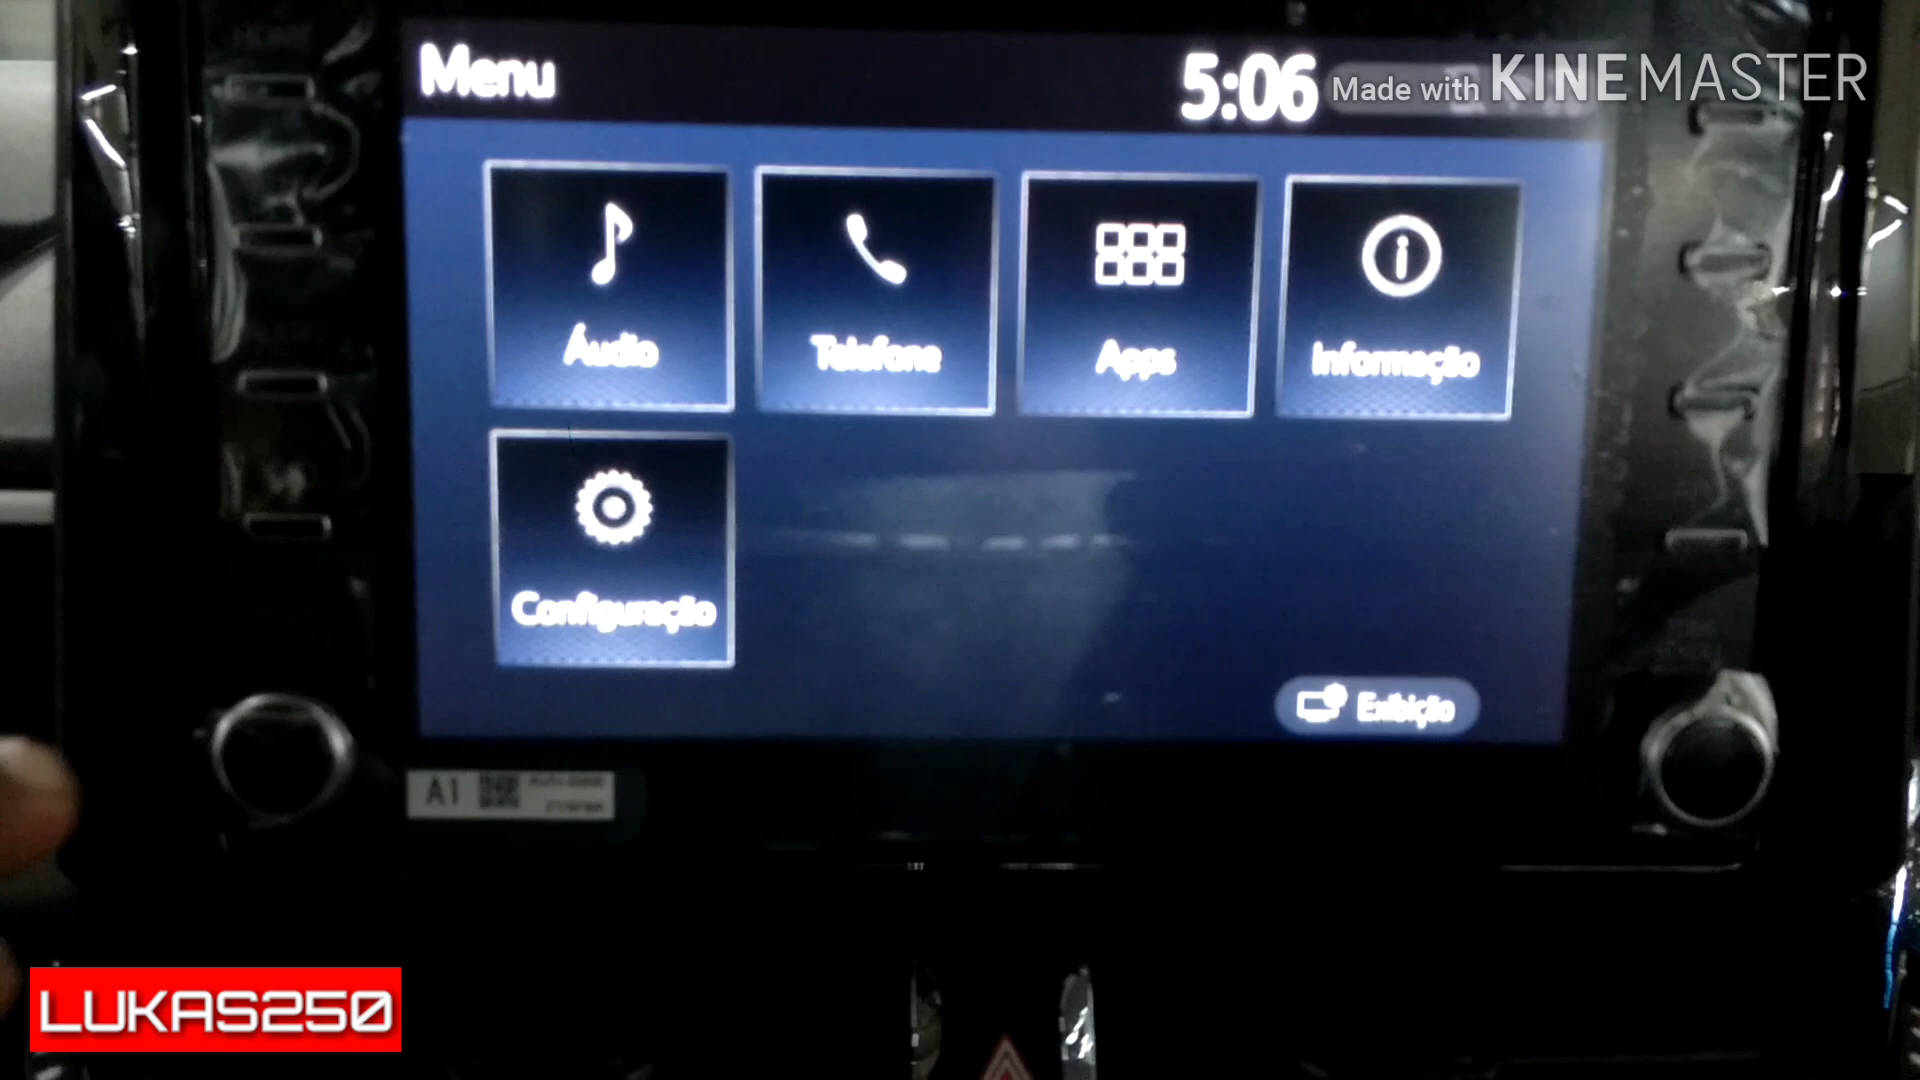 Menu
5:06
Made with KINEMASTER
Áudio
Telefone
Apps
Informação
Configuração
Exibição
A1
LUKAS250